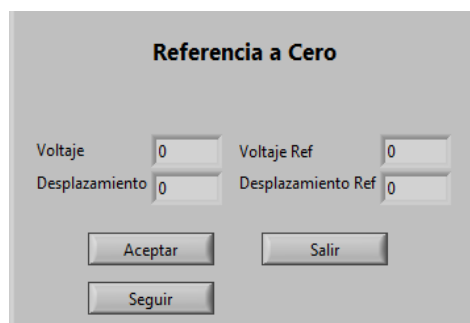 Referencia a Cero
Voltaje 0 Voltaje Ref 0
Desplazamiento 0 Desplazamiento Ref 0
Aceptar Salir
Seguir